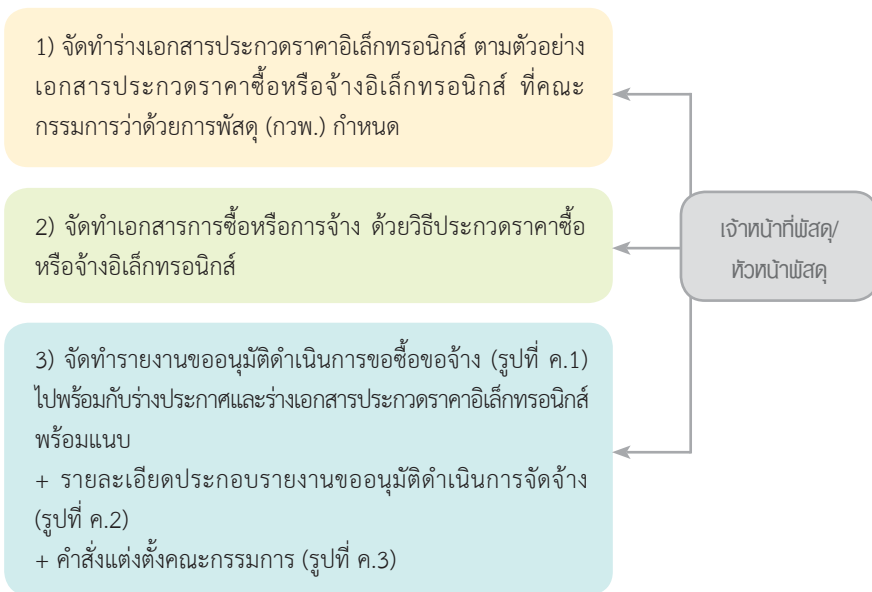 1) จัดทำร่างเอกสารประกวดราคาอิเล็กทรอนิกส์ ตามตัวอย่าง
เอกสารประกวดราคาซื้อหรือจ้างอิเล็กทรอนิกส์ ที่คณะ
กรรมการว่าด้วยการพัสดุ (กวพ.) กำหนด
2) จัดทำเอกสารการซื้อหรือการจ้าง ด้วยวิธีประกวดราคาซื้อ
หรือจ้างอิเล็กทรอนิกส์
เจ้าหน้าที่พัสดุ/
หัวหน้าพัสดุ
3) จัดทำรายงานขออนุมัติดำเนินการขอซื้อขอจ้าง (รูปที่ ค.1)
ไปพร้อมกับร่างประกาศและร่างเอกสารประกวดราคาอิเล็กทรอนิกส์
พร้อมแนบ
+ รายละเอียดประกอบรายงานขออนุมัติดำเนินการจัดจ้าง
(รูปที่ ค.2)
+ คำสั่งแต่งตั้งคณะกรรมการ (รูปที่ ค.3)